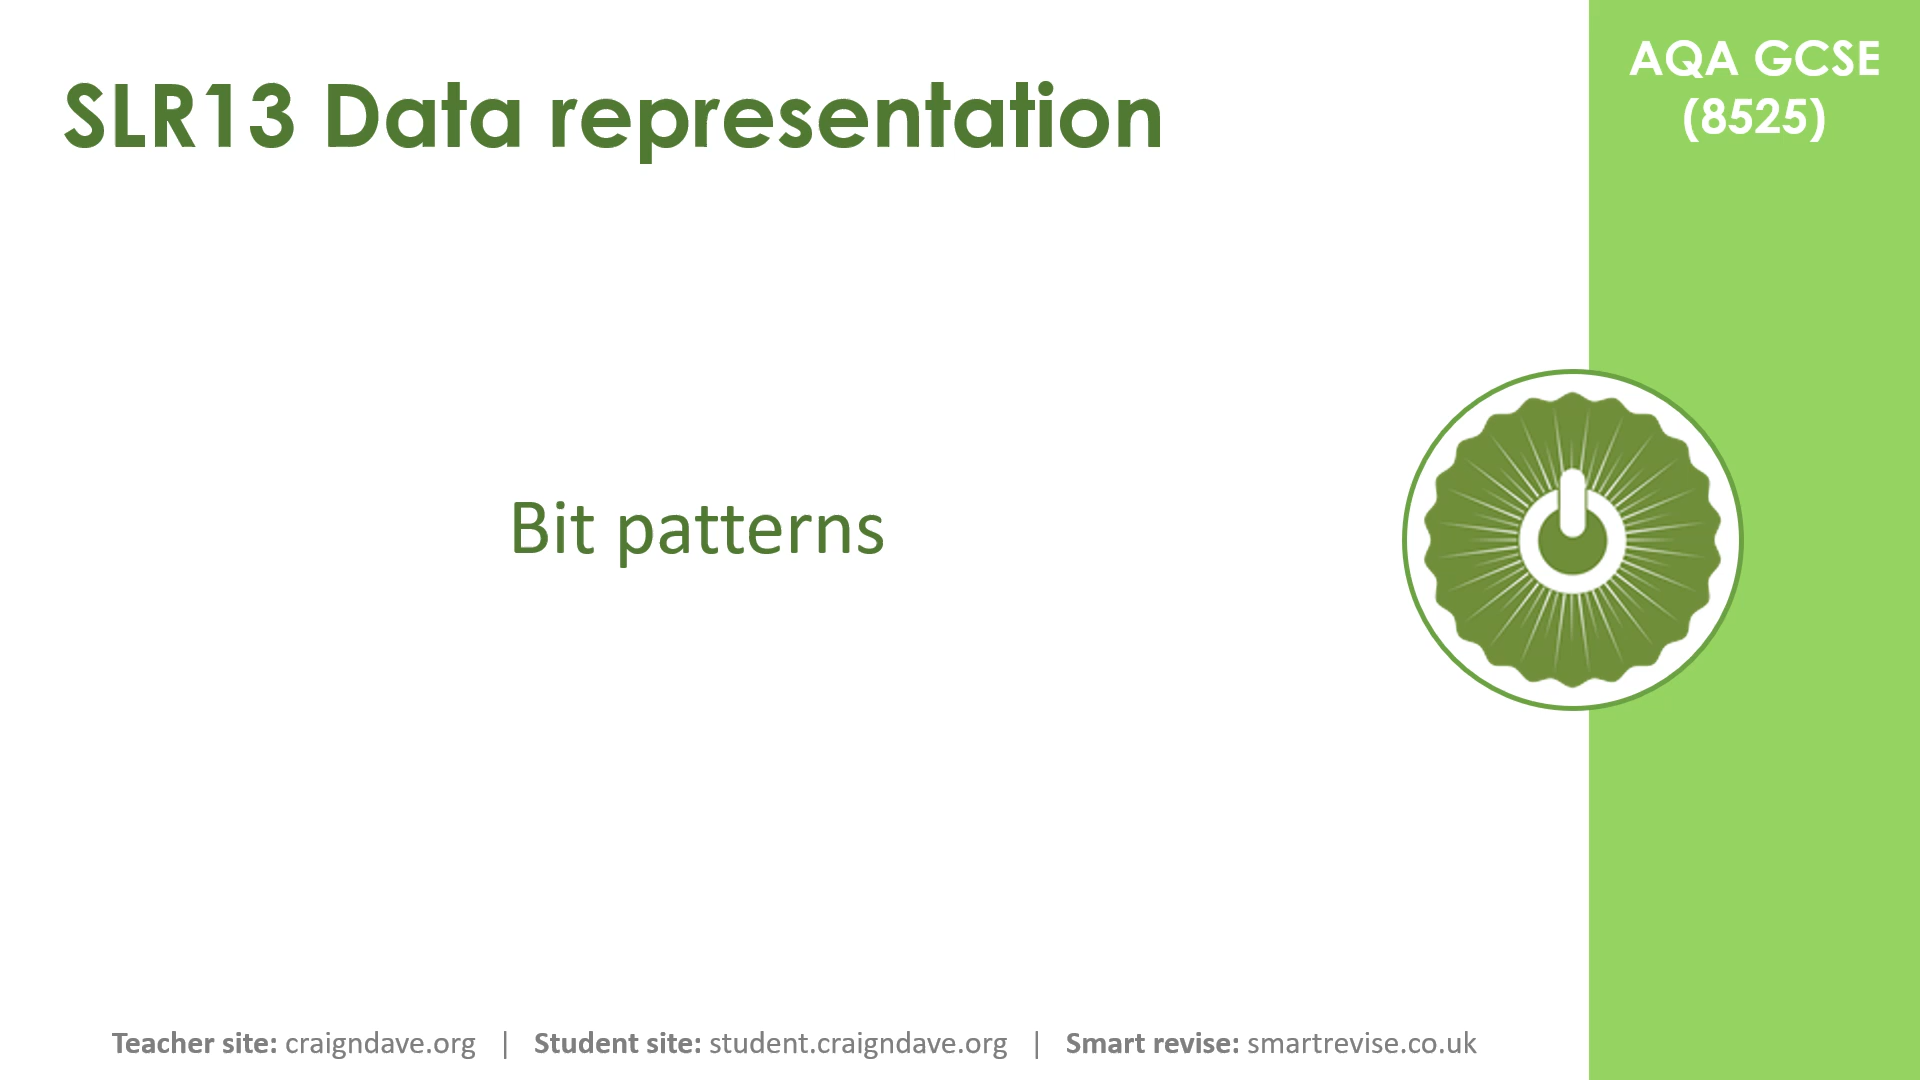 SLR13 Data representation
AQA GCSE
(8525)
Bit patterns
Teacher site: craigndave.org | Student site: student.craigndave.org | Smart revise: smartrevise.co.uk